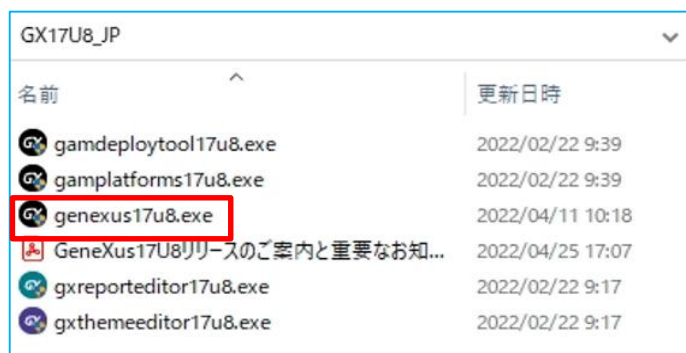 GX17U8_JP
名前 更新日時
gamdeploytool17u8.exe 2022/02/22 9:39
gamplatforms17u8.exe 2022/02/22 9:39
genexus17u8.exe 2022/04/11 10:18
GeneXus17U8リリースのご案内と重要なお知... 2022/04/25 17:07
gxreporteditor17u8.exe 2022/02/22 9:17
gxthemeeditor17u8.exe 2022/02/22 9:17